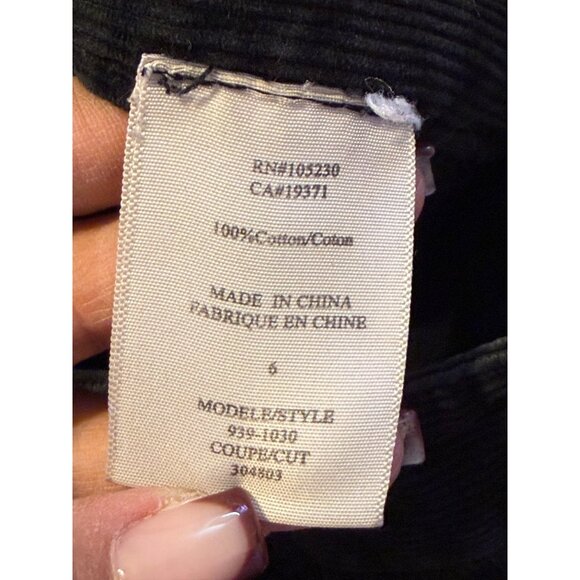 RN#105230
CA#19371
100%Cotton/Coton
MADE IN CHINA
FABRIQUE EN CHINE
6
MODELE/STYLE
939-1030
COUPE/CUT
304803